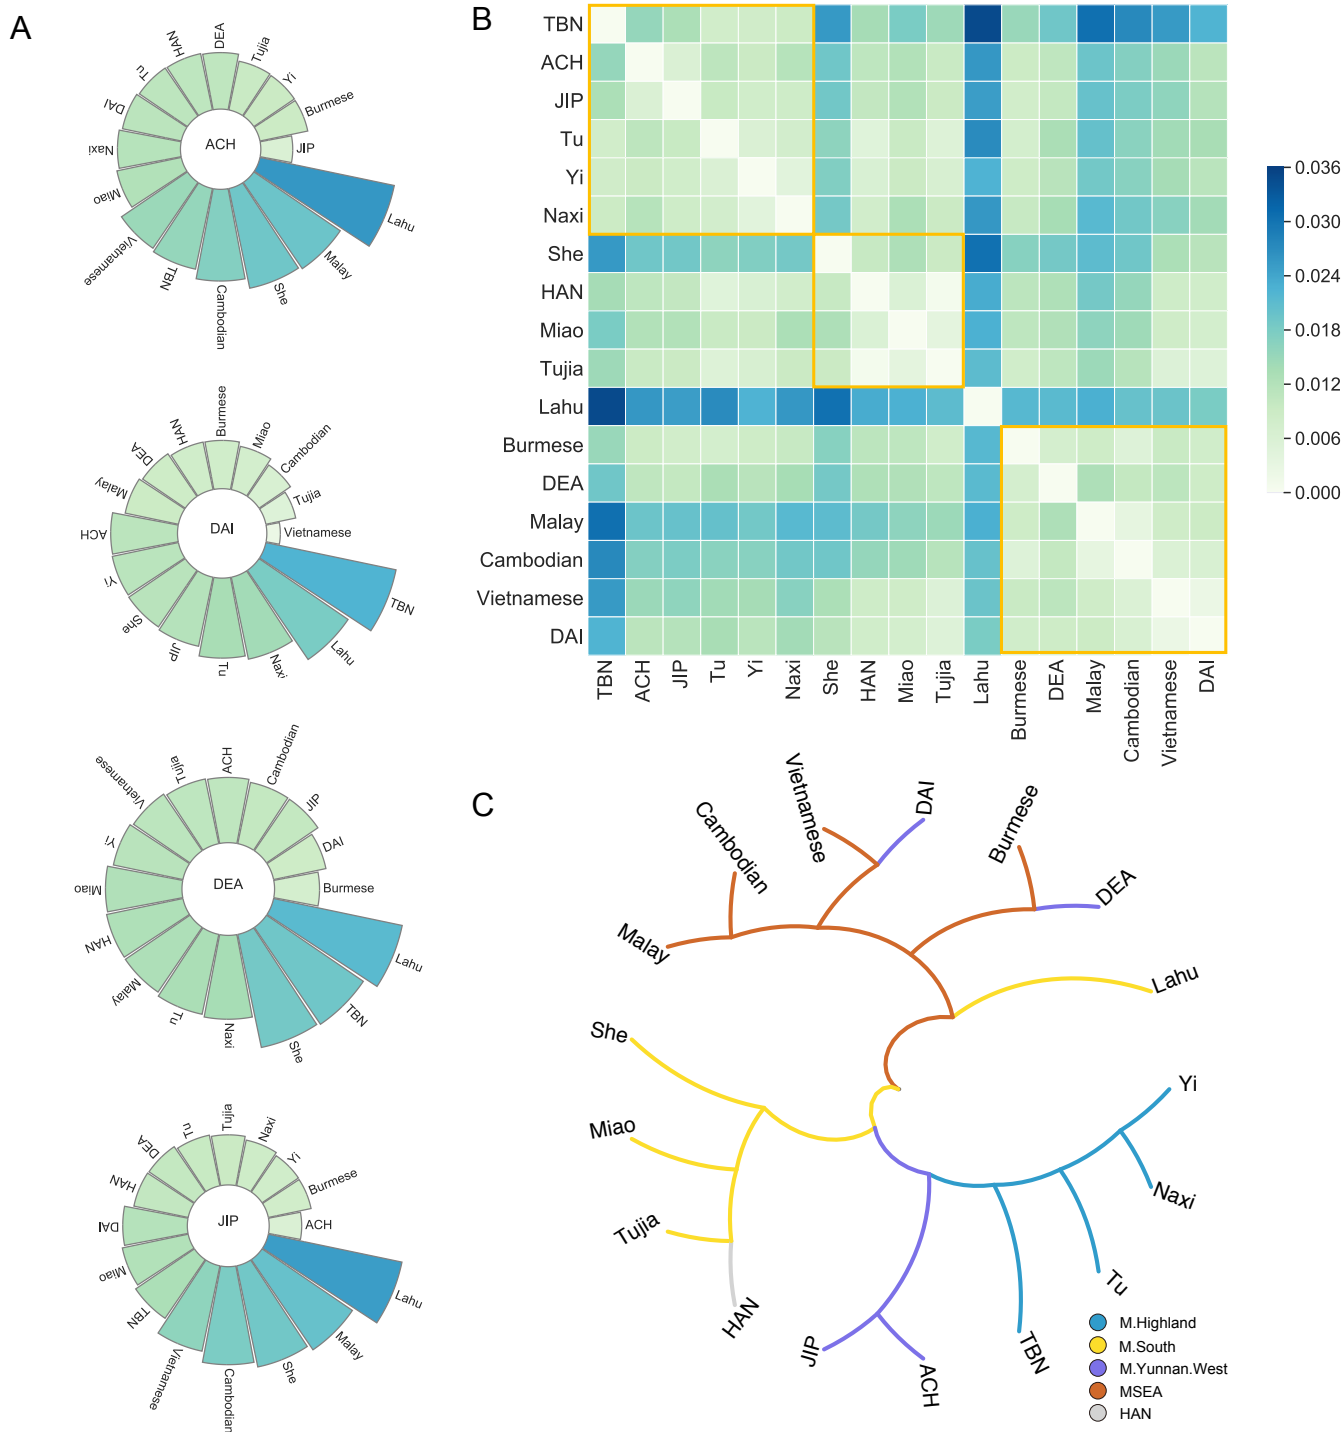 A
DEA
Tujia
Yi
Burmese
JIP
Lahu
Malay
She
Cambodian
TBN
Vietnamese
Miao
Naxi
DAI
Tu
HAN
ACH
Burmese
Miao
Cambodian
Tujia
Vietnamese
TBN
Lahu
Naxi
Tu
JIP
She
Yi
ACH
Malay
DEA
HAN
DAI
ACH
Cambodian
JIP
DAI
Burmese
Lahu
TBN
She
Naxi
Tu
Malay
HAN
Miao
Yi
Vietnamese
Tujia
DEA
Tujia
Naxi
Yi
Burmese
ACH
Lahu
Malay
She
Cambodian
Vietnamese
TBN
Miao
DAI
HAN
DEA
Tu
JIP
B
TBN
ACH
JIP
Tu
Yi
Naxi
She
HAN
Miao
Tujia
Lahu
Burmese
DEA
Malay
Cambodian
Vietnamese
DAI
TBN
ACH
JIP
Tu
Yi
Naxi
She
HAN
Miao
Tujia
Lahu
Burmese
DEA
Malay
Cambodian
Vietnamese
DAI
0.036
0.030
0.024
0.018
0.012
0.006
0.000
C
Malay
Cambodian
Vietnamese
DAI
Burmese
DEA
Lahu
Yi
Naxi
Tu
TBN
ACH
JIP
HAN
Tujia
Miao
She
M.Highland
M.South
M.Yunnan.West
MSEA
HAN